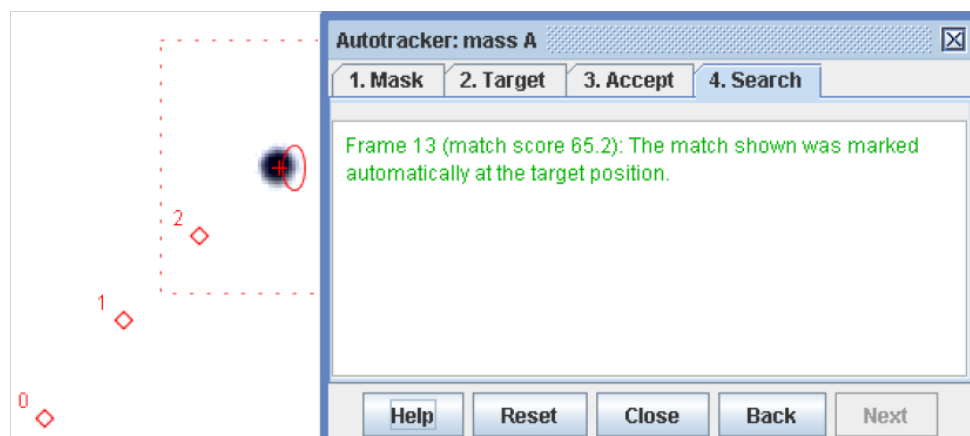 Autotracker: mass A
1. Mask
2. Target
3. Accept
4. Search
Frame 13 (match score 65.2): The match shown was marked
automatically at the target position.
2
1
0
Help
Reset
Close
Back
Next